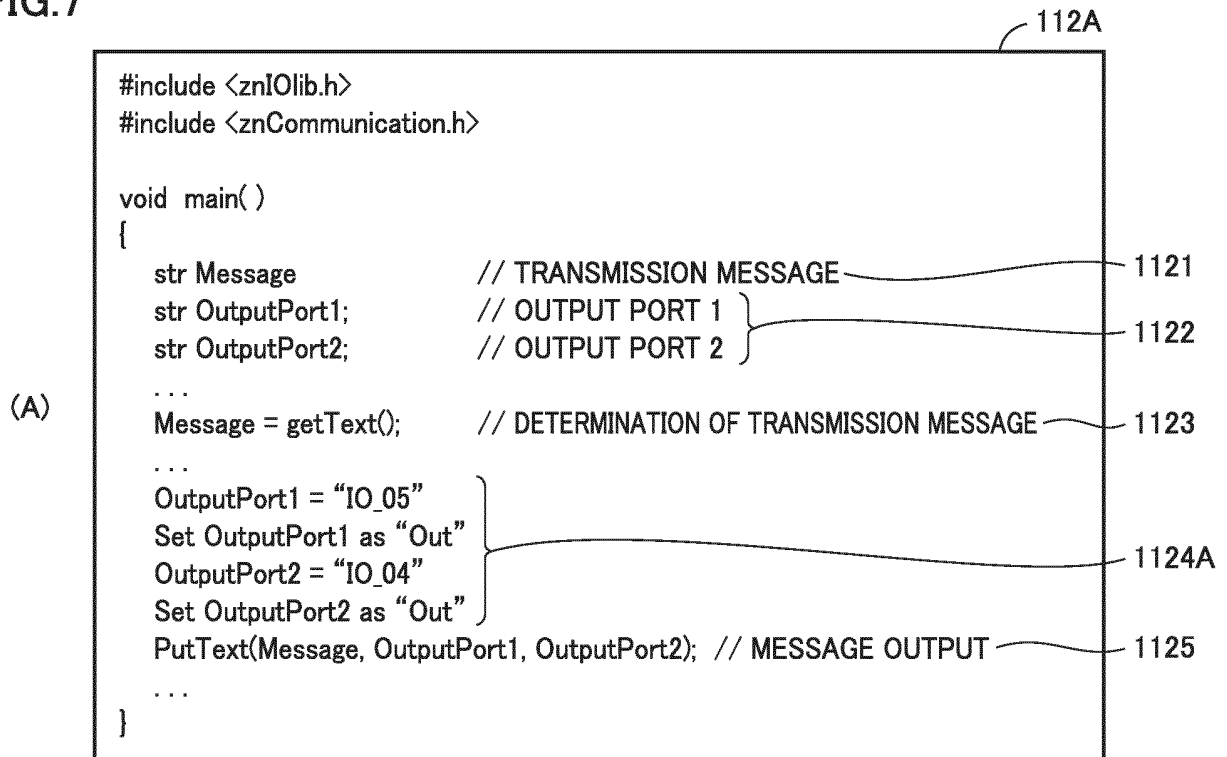 FIG.7
112A
#include <znIOlib.h>
#include <znCommunication.h>
void main( )
{
str Message // TRANSMISSION MESSAGE 1121
str OutputPort1; // OUTPUT PORT 1
1122
str OutputPort2; // OUTPUT PORT 2
. . .
(A)
Message = getText(); // DETERMINATION OF TRANSMISSION MESSAGE 1123
. . .
OutputPort1 = “IO_05”
Set OutputPort1 as “Out”
1124A
OutputPort2 = “IO_04”
Set OutputPort2 as “Out”
PutText(Message, OutputPort1, OutputPort2); // MESSAGE OUTPUT 1125
. . .
}